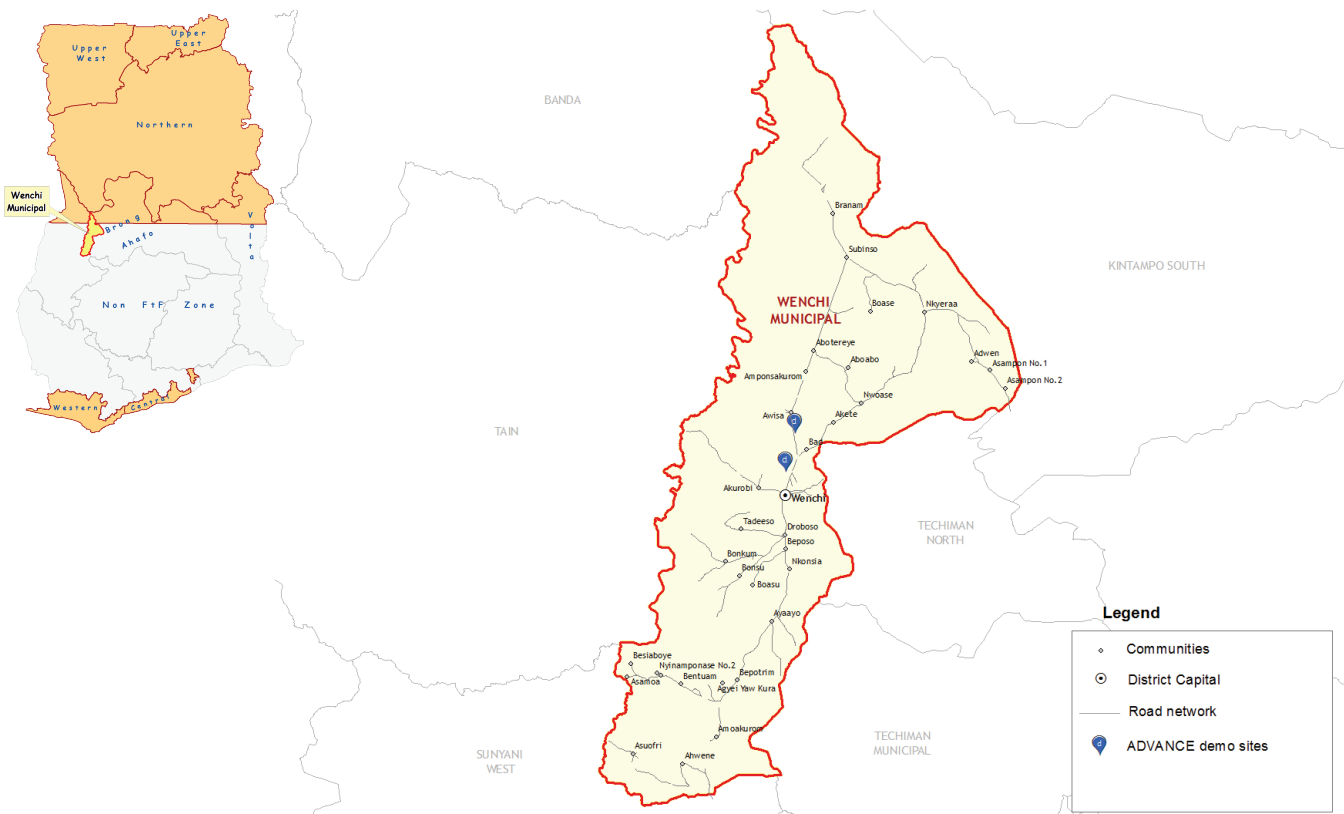 Upper
West
Upper
East
Northern
Wenchi
Municipal
Brong
Ahafo
Volta
Non FtF Zone
Western
Central
BANDA
KINTAMPO SOUTH
TAIN
TECHIMAN
NORTH
TECHIMAN
MUNICIPAL
SUNYANI
WEST
WENCHI
MUNICIPAL
Branam
Subinso
Boase
Nkyeraa
Abotereye
Aboabo
Amponsakurom
Adwen
Asampon No.1
Asampon No.2
Nwoase
Awisa
Akete
d
Bap
d
Akurobi
Wenchi
Tadeeso
Droboso
Beposo
Bonkum
Nkonsia
Bonsu
Boasu
Ayaayo
Besiaboye
Nyinamponase No.2
Asamoa
Bentuam
Bepotrim
Agyei Yaw Kura
Amoakurom
Asuofri
Ahwene
Legend
Communities
District Capital
Road network
d
ADVANCE demo sites